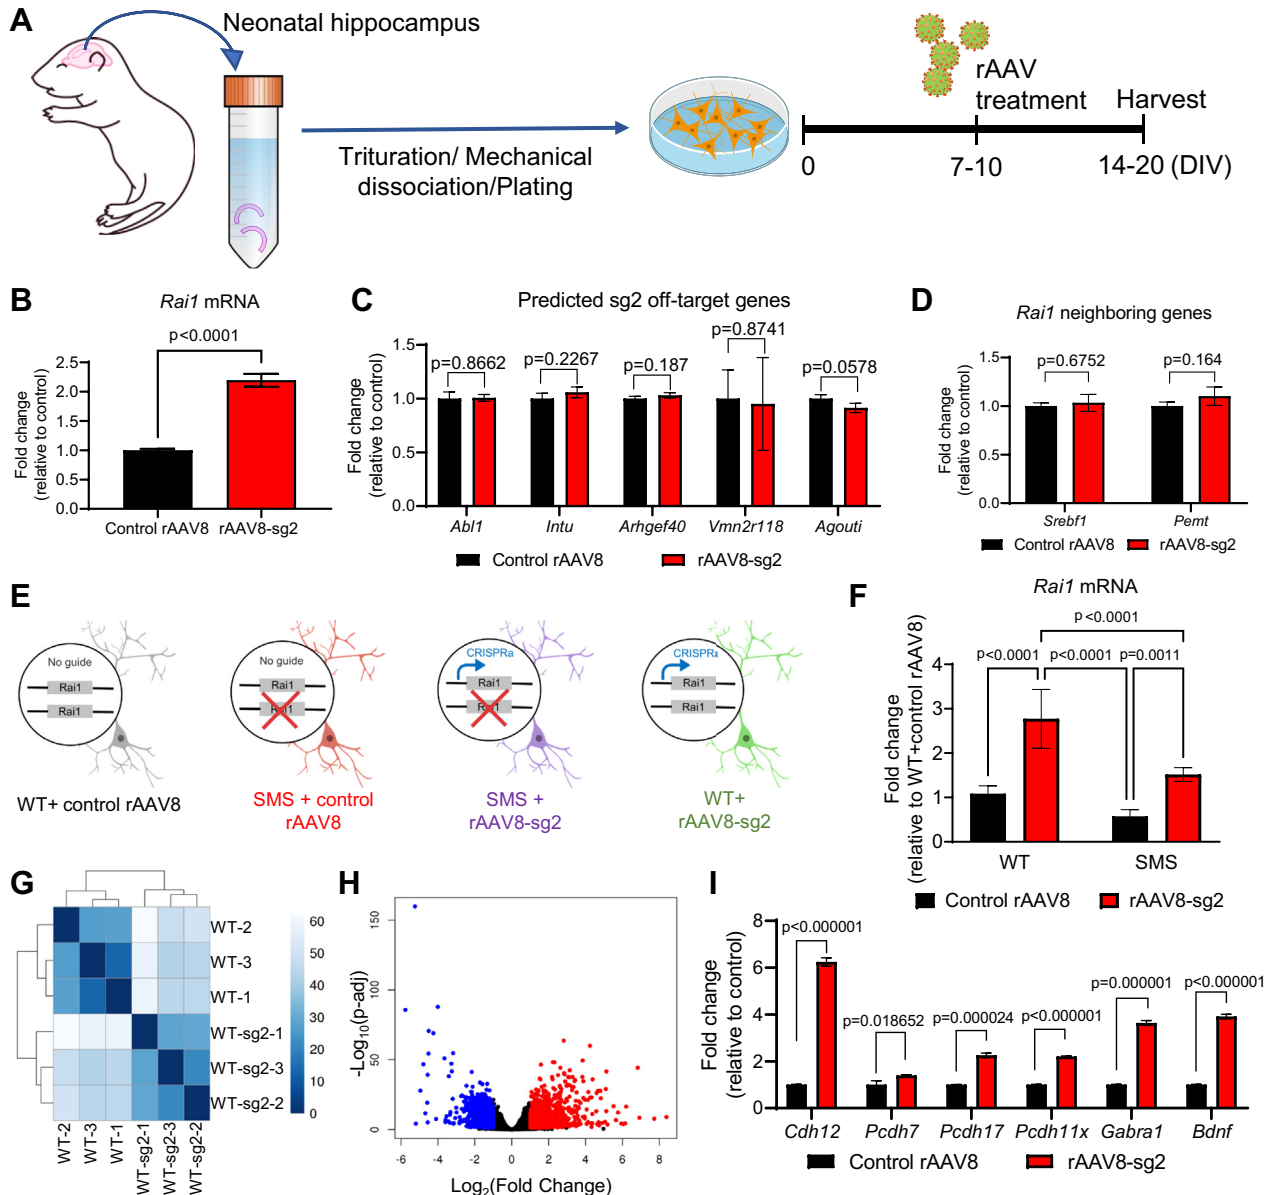 A
Neonatal hippocampus
Trituration/ Mechanical
dissociation/Plating
rAAV
treatment
Harvest
0
7-10
14-20 (DIV)
B
Rai1 mRNA
p<0.0001
Fold change
(relative to control)
2.5
2.0
1.5
1.0
0.5
0.0
Control rAAV8
rAAV8-sg2
C
Predicted sg2 off-target genes
Fold change
(relative to control)
1.5
1.0
0.5
0.0
p=0.8662
p=0.2267
p=0.187
p=0.8741
p=0.0578
Abl1
Intu
Arhgef40
Vmn2r118
Agouti
Control rAAV8
rAAV8-sg2
D
Rai1 neighboring genes
Fold change
(relative to control)
1.5
1.0
0.5
0.0
p=0.6752
p=0.164
Srebf1
Pemt
Control rAAV8
rAAV8-sg2
E
No guide
Rai1
Rai1
WT+ control rAAV8
No guide
Rai1
Rai1
SMS + control
rAAV8
CRISPRa
Rai1
Rai1
SMS +
rAAV8-sg2
CRISPRa
Rai1
Rai1
WT+
rAAV8-sg2
F
Rai1 mRNA
Fold change
(relative to WT+control rAAV8)
4
3
2
1
0
p<0.0001
p<0.0001
p<0.0001
p=0.0011
WT
SMS
Control rAAV8
rAAV8-sg2
G
WT-2
WT-3
WT-1
WT-sg2-1
WT-sg2-3
WT-sg2-2
WT-2
WT-3
WT-1
WT-sg2-1
WT-sg2-3
WT-sg2-2
60
50
40
30
20
10
0
H
-Log10(p-adj)
150
100
50
0
-6
-4
-2
0
2
4
6
8
Log2(Fold Change)
I
Fold change
(relative to control)
8
6
4
2
0
p<0.000001
p=0.018652
p=0.000024
p<0.000001
p=0.000001
p<0.000001
Cdh12
Pcdh7
Pcdh17
Pcdh11x
Gabra1
Bdnf
Control rAAV8
rAAV8-sg2